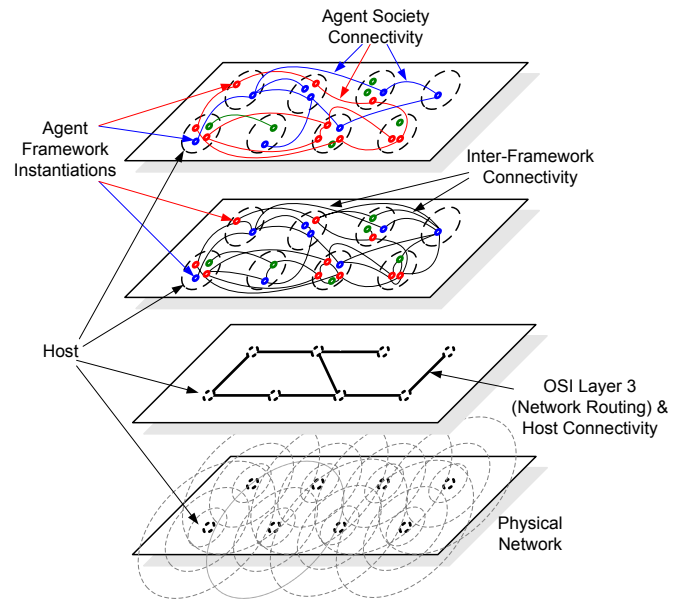 Agent Society
Connectivity
Agent
Framework
Instantiations
Inter-Framework
Connectivity
Host
OSI Layer 3
(Network Routing) &
Host Connectivity
Physical
Network